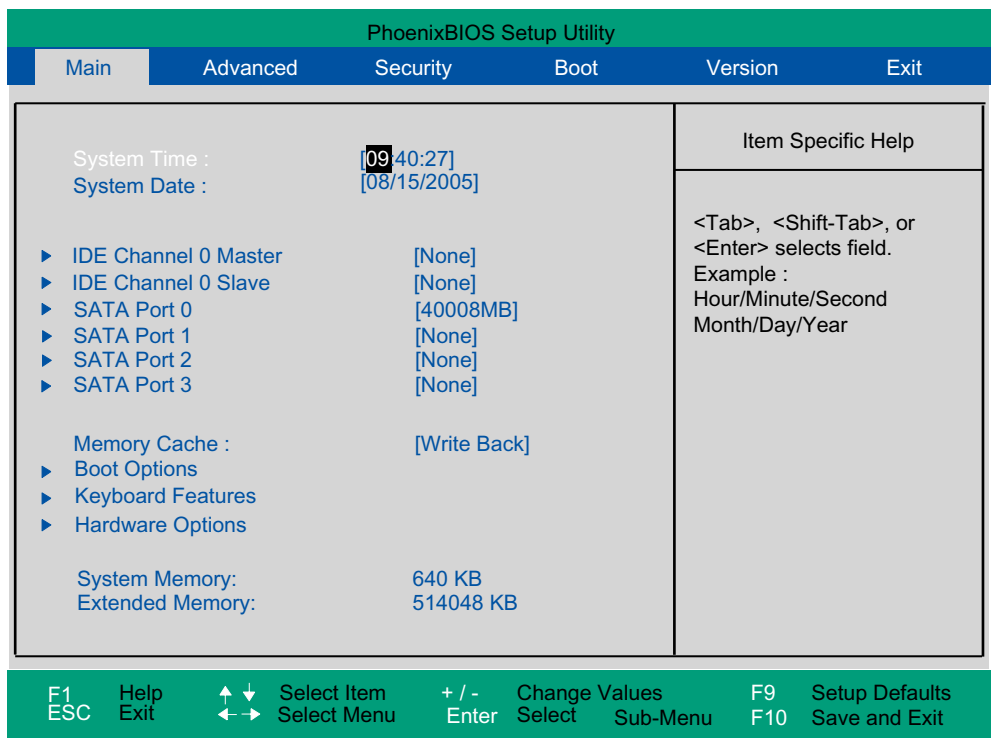 PhoenixBIOS Setup Utility
Main Advanced Security Boot Version Exit
System Time : [09:40:27]
System Date : [08/15/2005]
IDE Channel 0 Master [None]
IDE Channel 0 Slave [None]
SATA Port 0 [40008MB]
SATA Port 1 [None]
SATA Port 2 [None]
SATA Port 3 [None]
Memory Cache : [Write Back]
Boot Options
Keyboard Features
Hardware Options
System Memory: 640 KB
Extended Memory: 514048 KB
Item Specific Help
<Tab>, <Shift-Tab>, or
<Enter> selects field.
Example :
Hour/Minute/Second
Month/Day/Year
F1 Help Select Item + / - Change Values F9 Setup Defaults
ESC Exit Select Menu Enter Select Sub-Menu F10 Save and Exit